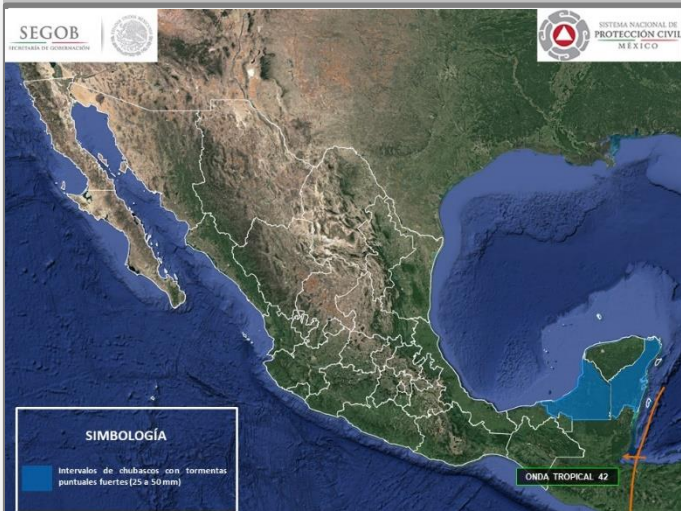 SEGOB
SECRETARÍA DE GOBERNACIÓN
SISTEMA NACIONAL DE
PROTECCIÓN CIVIL
MÉXICO
SIMBOLOGÍA
Intervalos de chubascos con tormentas
puntuales fuertes (25 a 50 mm)
ONDA TROPICAL 42